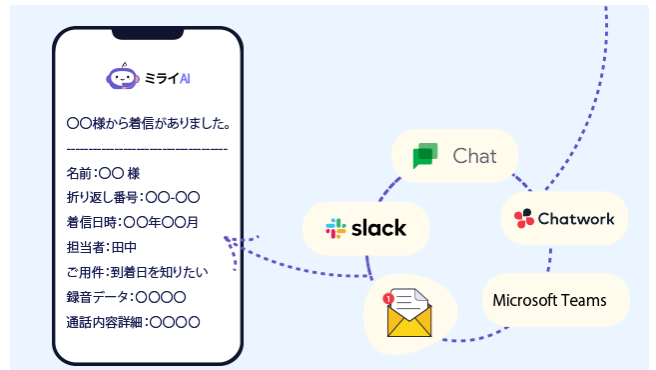 ミライAI
〇〇様から着信がありました。
--------------------------------------
名前：〇〇 様
折り返し番号：〇〇-〇〇
着信日時：〇〇年〇〇月
担当者：田中
ご用件：到着日を知りたい
録音データ：〇〇〇〇
通話内容詳細：〇〇〇〇
Chat
slack
Chatwork
1
Microsoft Teams